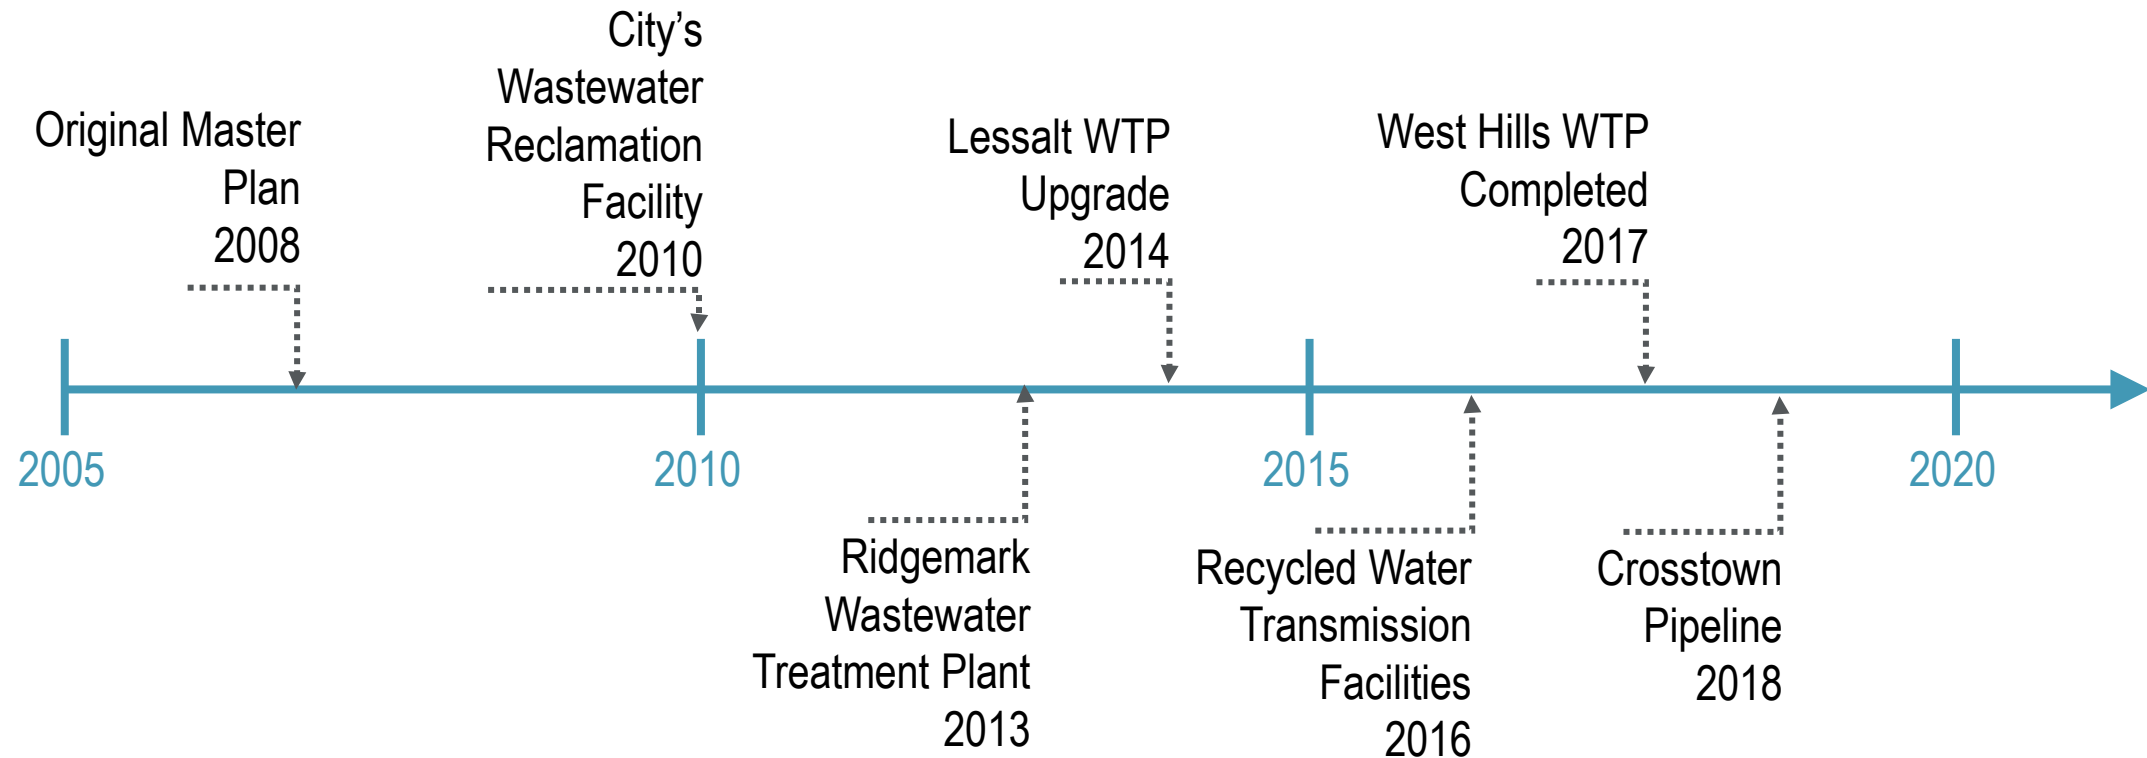 Original Master
Plan
2008
City’s
Wastewater
Reclamation
Facility
2010
Lessalt WTP
Upgrade
2014
West Hills WTP
Completed
2017
2005
2010
2015
2020
Ridgemark
Wastewater
Treatment Plant
2013
Recycled Water
Transmission
Facilities
2016
Crosstown
Pipeline
2018